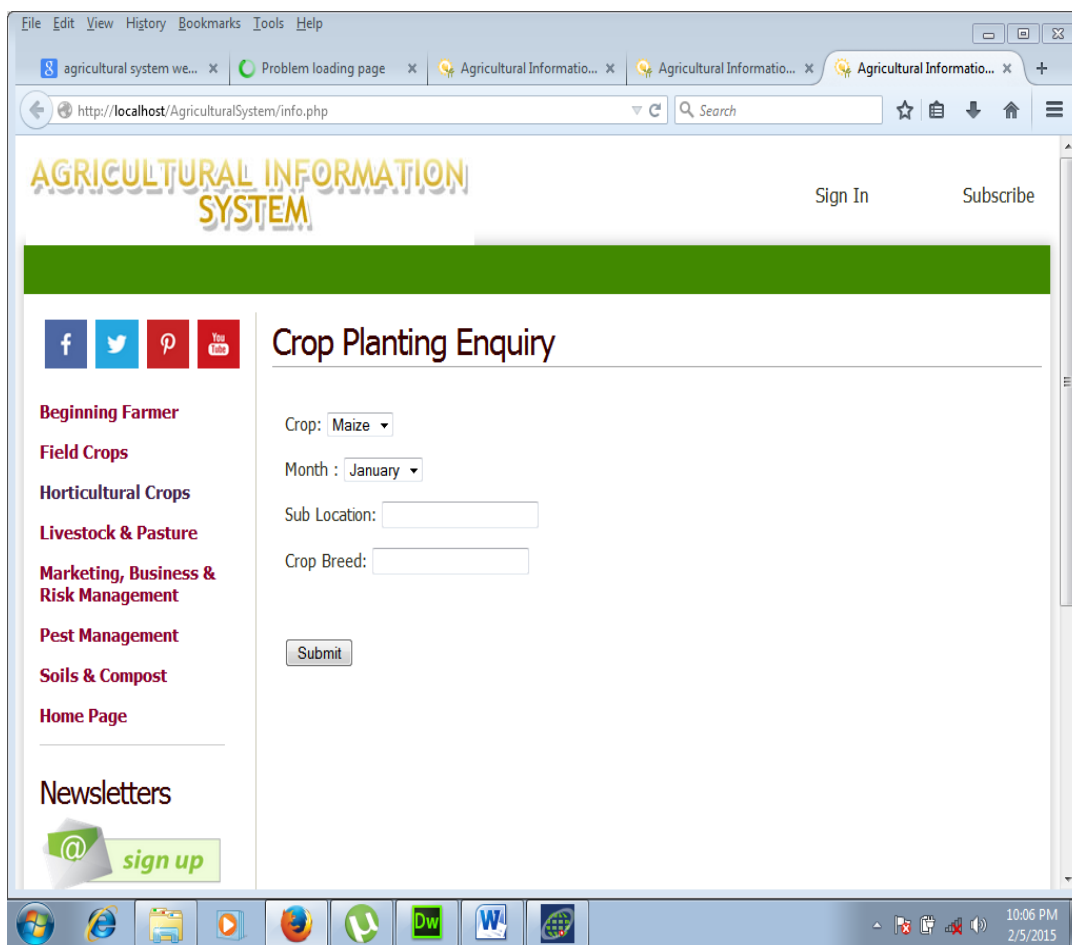 File Edit View History Bookmarks Tools Help
agricultural system we... × Problem loading page × Agricultural Informatio... × Agricultural Informatio... × Agricultural Informatio... × +
http://localhost/AgriculturalSystem/info.php Search
AGRICULTURAL INFORMATION
SYSTEM
Sign In Subscribe
f You Tube
Crop Planting Enquiry
Beginning Farmer
Field Crops
Horticultural Crops
Livestock & Pasture
Marketing, Business &
Risk Management
Pest Management
Soils & Compost
Home Page
Crop: Maize
Month : January
Sub Location:
Crop Breed:
Submit
Newsletters
@ sign up
Dw W
10:06 PM
2/5/2015